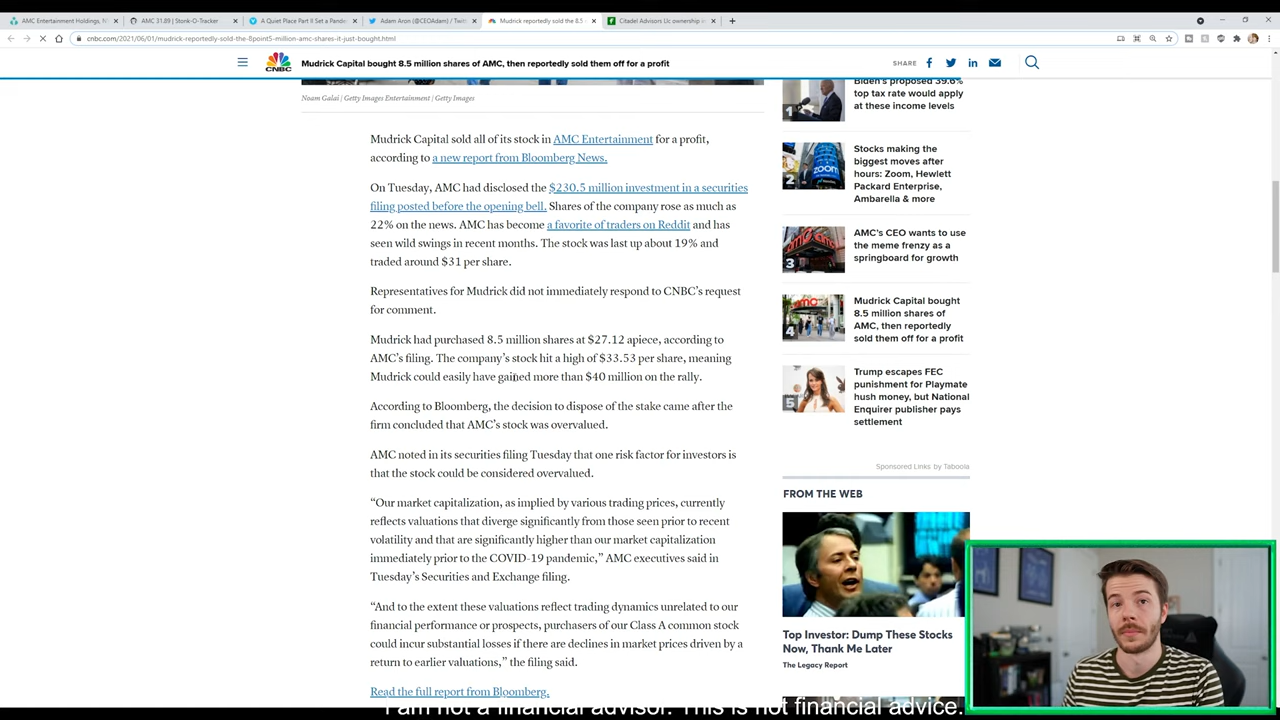 AMC Entertainment Holdings, N
AMC 31.89 | Stonk-O-Tracker
A Quiet Place Part II Set a Pande
Adam Aron (@CEOAdam) / Twit
Mudrick reportedly sold the 8.5
Citadel Advisors Llc ownership in
cnbc.com/2021/06/01/mudrick-reportedly-sold-the-8point5-million-amc-shares-it-just-bought.html
CNBC
Mudrick Capital bought 8.5 million shares of AMC, then reportedly sold them off for a profit
SHARE
Noam Galai | Getty Images Entertainment | Getty Images
Mudrick Capital sold all of its stock in AMC Entertainment for a profit,
according to a new report from Bloomberg News.
On Tuesday, AMC had disclosed the $230.5 million investment in a securities
filing posted before the opening bell. Shares of the company rose as much as
22% on the news. AMC has become a favorite of traders on Reddit and has
seen wild swings in recent months. The stock was last up about 19% and
traded around $31 per share.
Representatives for Mudrick did not immediately respond to CNBC's request
for comment.
Mudrick had purchased 8.5 million shares at $27.12 apiece, according to
AMC's filing. The company's stock hit a high of $33.53 per share, meaning
Mudrick could easily have gained more than $40 million on the rally.
According to Bloomberg, the decision to dispose of the stake came after the
firm concluded that AMC's stock was overvalued.
AMC noted in its securities filing Tuesday that one risk factor for investors is
that the stock could be considered overvalued.
“Our market capitalization, as implied by various trading prices, currently
reflects valuations that diverge significantly from those seen prior to recent
volatility and that are significantly higher than our market capitalization
immediately prior to the COVID-19 pandemic,” AMC executives said in
Tuesday's Securities and Exchange filing.
“And to the extent these valuations reflect trading dynamics unrelated to our
financial performance or prospects, purchasers of our Class A common stock
could incur substantial losses if there are declines in market prices driven by a
return to earlier valuations,” the filing said.
Read the full report from Bloomberg.
Biden's proposed 39.6%
top tax rate would apply
at these income levels
1
Stocks making the
biggest moves after
hours: Zoom, Hewlett
Packard Enterprise,
Ambarella & more
zoom
2
AMC's CEO wants to use
the meme frenzy as a
springboard for growth
amc
3
Mudrick Capital bought
8.5 million shares of
AMC, then reportedly
sold them off for a profit
amc
4
Trump escapes FEC
punishment for Playmate
hush money, but National
Enquirer publisher pays
settlement
5
Sponsored Links by Taboola
FROM THE WEB
Top Investor: Dump These Stocks
Now, Thank Me Later
The Legacy Report
I am not a financial advisor. This is not financial advice.